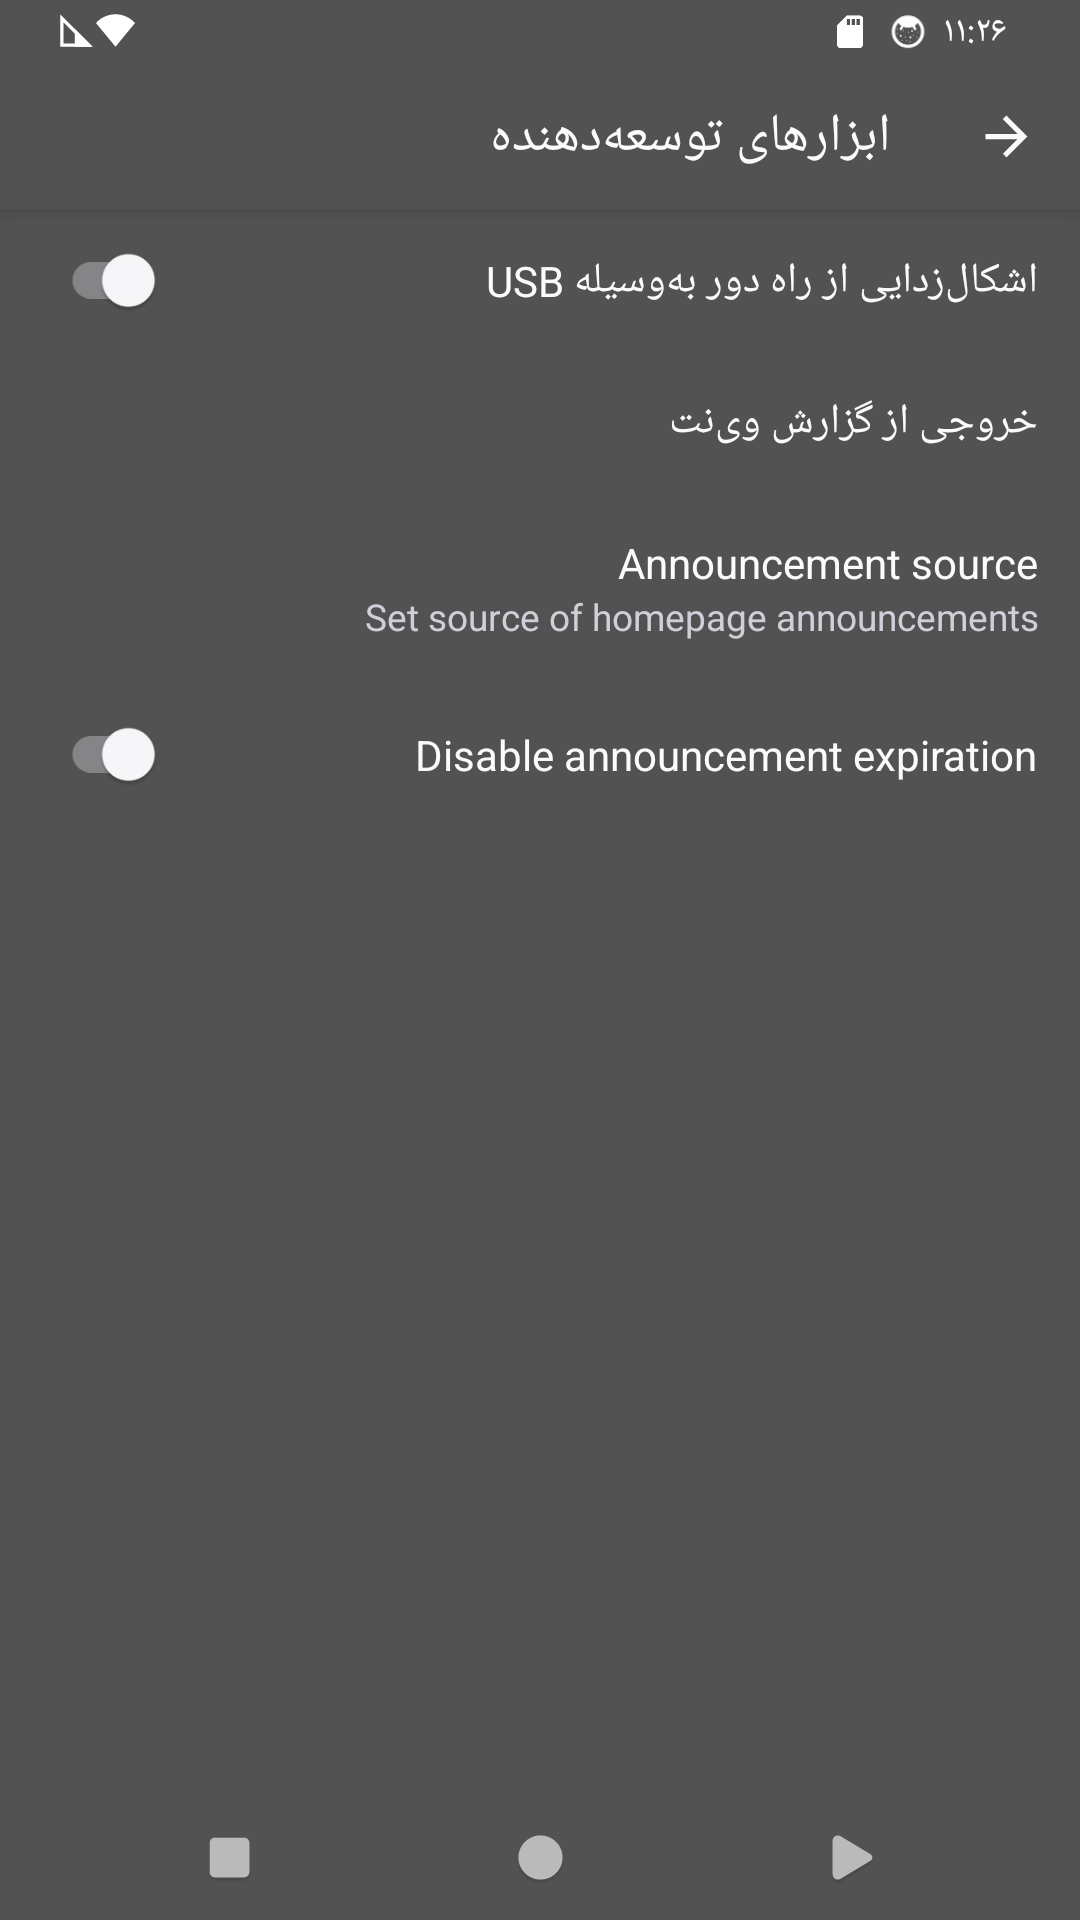 ۱۱:۲۶
ابزارهای توسعه‌دهنده
اشکال‌زدایی از راه دور به‌وسیله USB
خروجی از گزارش وی‌نت
Announcement source
Set source of homepage announcements
Disable announcement expiration